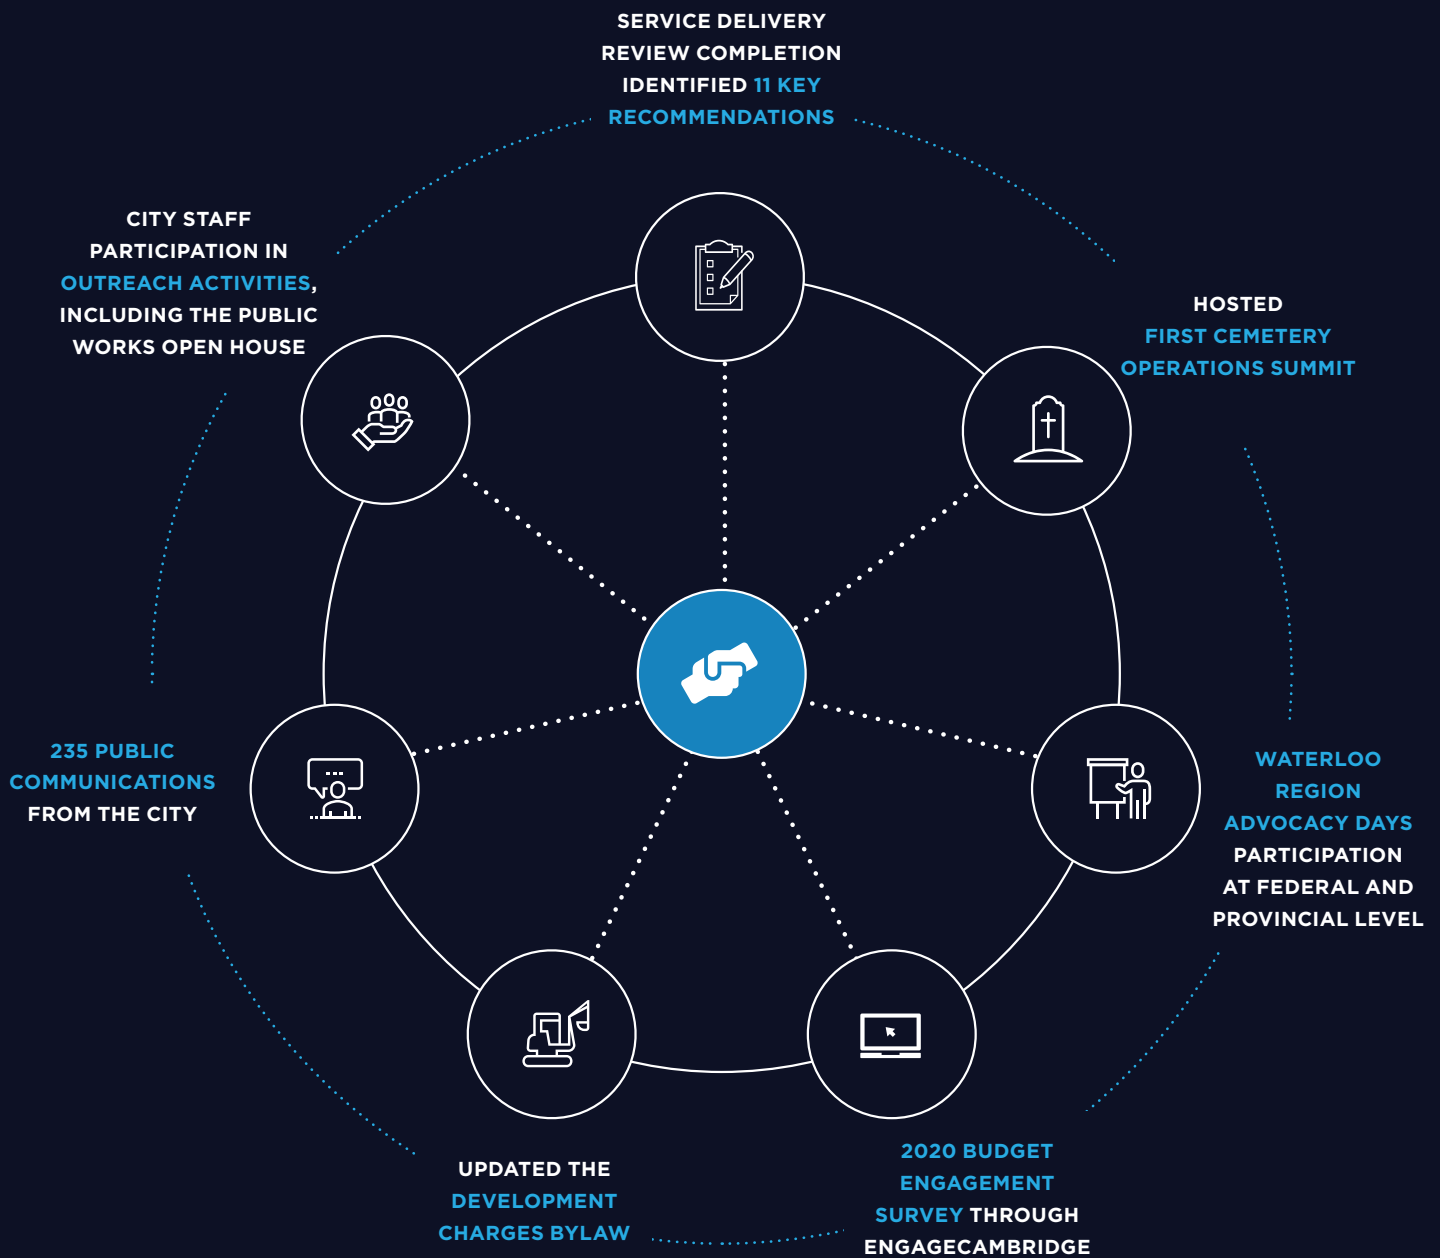 SERVICE DELIVERY
REVIEW COMPLETION
IDENTIFIED 11 KEY
RECOMMENDATIONS
CITY STAFF
PARTICIPATION IN
OUTREACH ACTIVITIES,
INCLUDING THE PUBLIC
WORKS OPEN HOUSE
HOSTED
FIRST CEMETERY
OPERATIONS SUMMIT
235 PUBLIC
COMMUNICATIONS
FROM THE CITY
WATERLOO
REGION
ADVOCACY DAYS
PARTICIPATION
AT FEDERAL AND
PROVINCIAL LEVEL
UPDATED THE
DEVELOPMENT
CHARGES BYLAW
2020 BUDGET
ENGAGEMENT
SURVEY THROUGH
ENGAGECAMBRIDGE